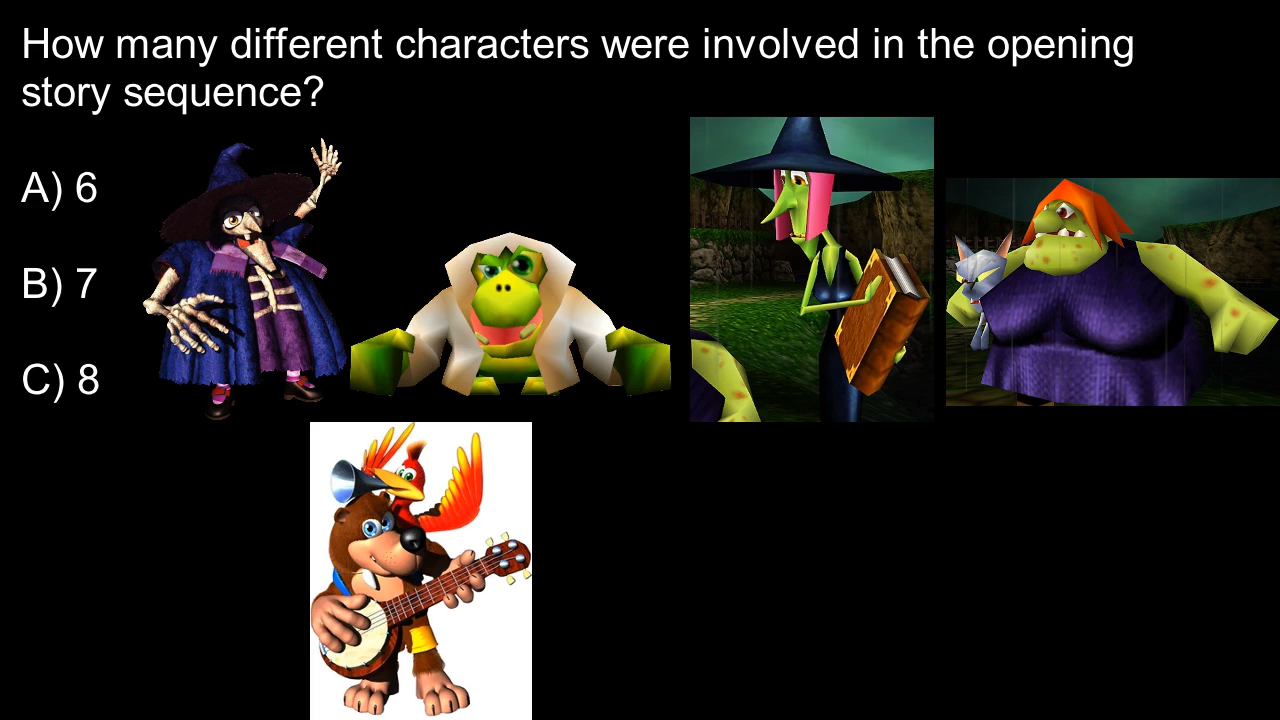 How many different characters were involved in the opening
story sequence?
A) 6
B) 7
C) 8